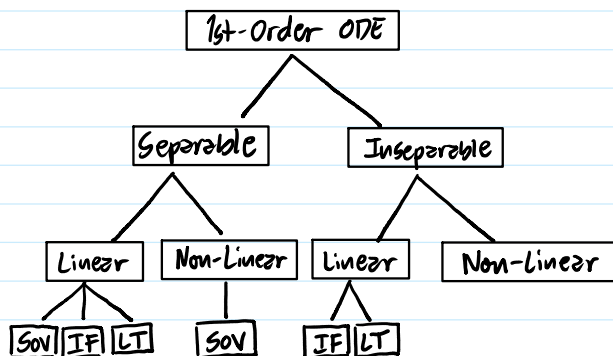 1st-Order ODE
Separable Inseparable
Linear Non-Linear Linear Non-Linear
SoV IF LT SoV IF LT